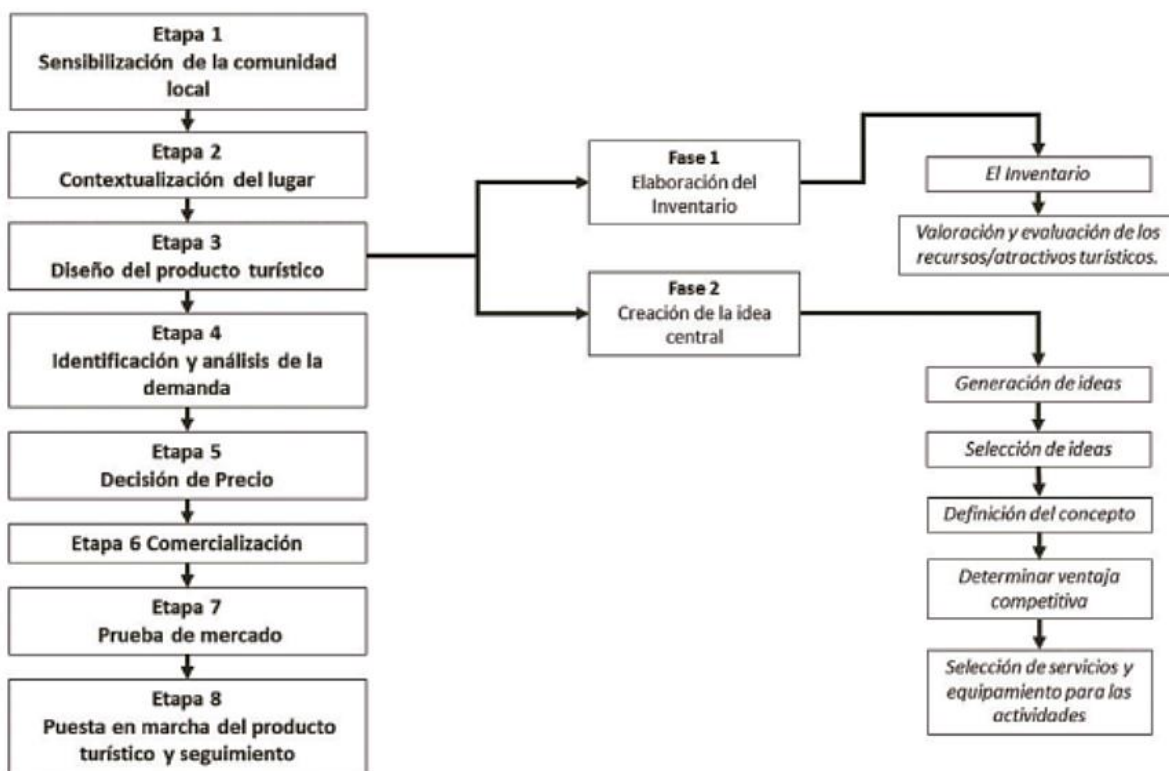 Etapa 1
Sensibilización de la comunidad
local
Etapa 2
Contextualización del lugar
Etapa 3
Diseño del producto turístico
Etapa 4
Identificación y análisis de la
demanda
Etapa 5
Decisión de Precio
Etapa 6 Comercialización
Etapa 7
Prueba de mercado
Etapa 8
Puesta en marcha del producto
turístico y seguimiento
Fase 1
Elaboración del
Inventario
Fase 2
Creación de la idea
central
El Inventario
Valoración y evaluación de los
recursos/atractivos turísticos.
Generación de ideas
Selección de ideas
Definición del concepto
Determinar ventaja
competitiva
Selección de servicios y
equipamiento para las
actividades